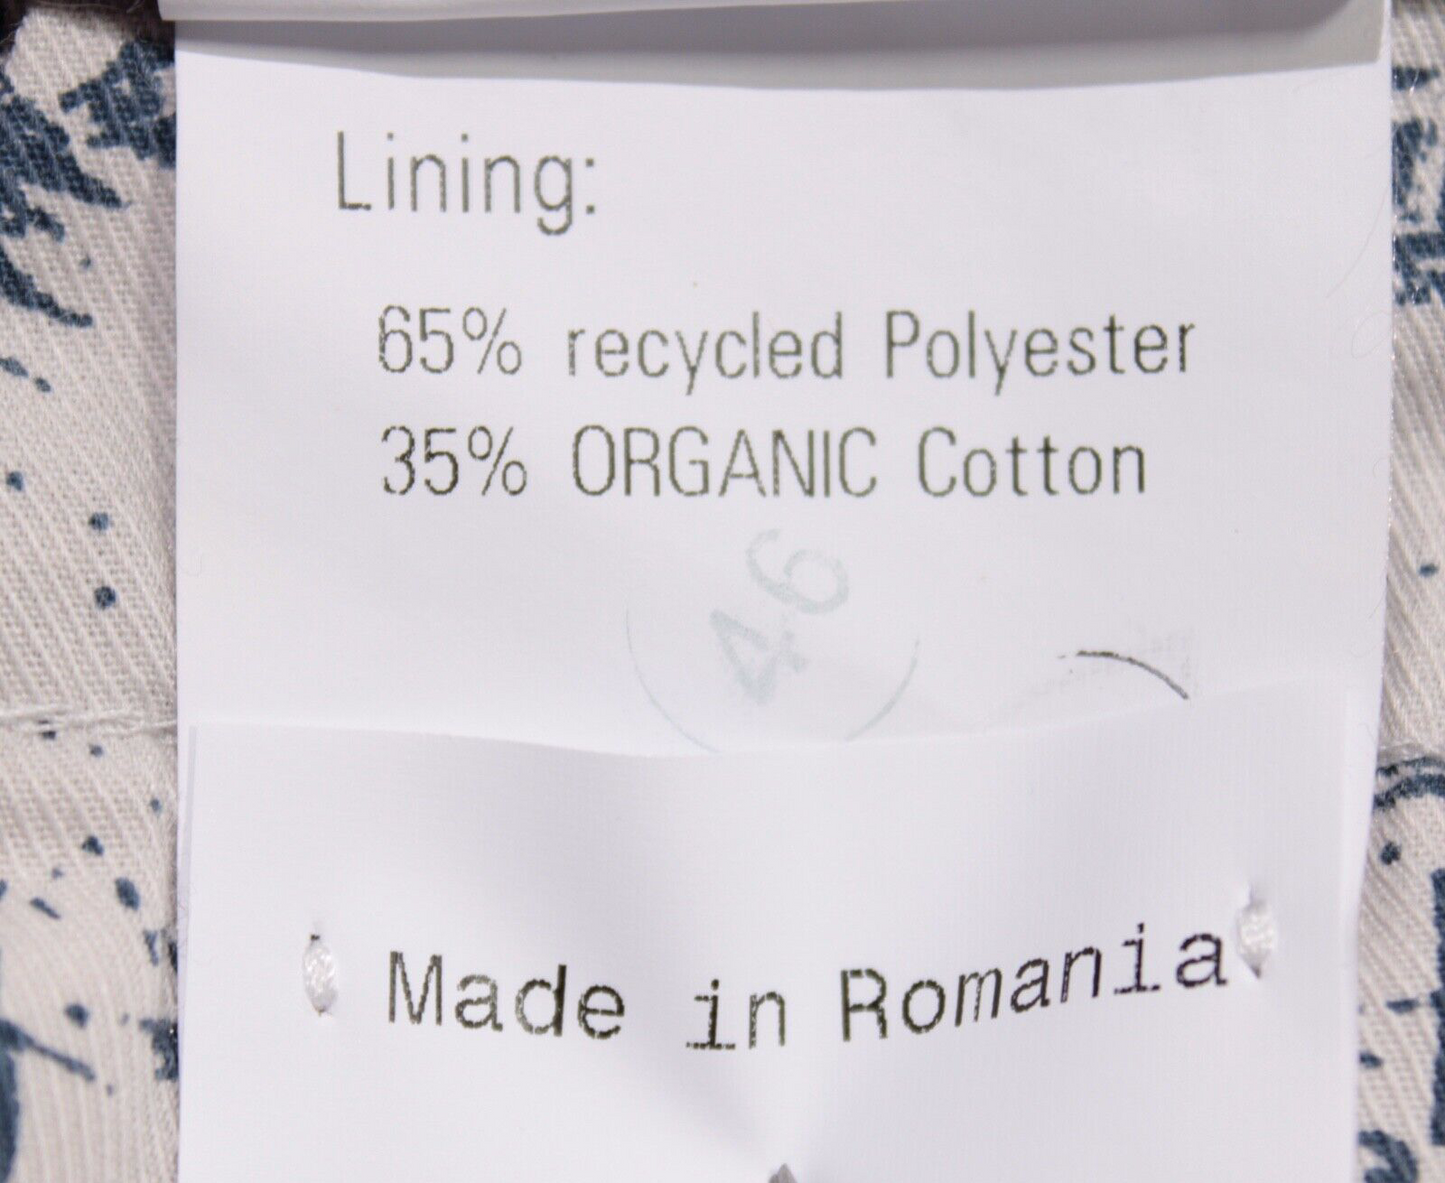 Lining:
65% recycled Polyester
35% ORGANIC Cotton
46
Made in Romania